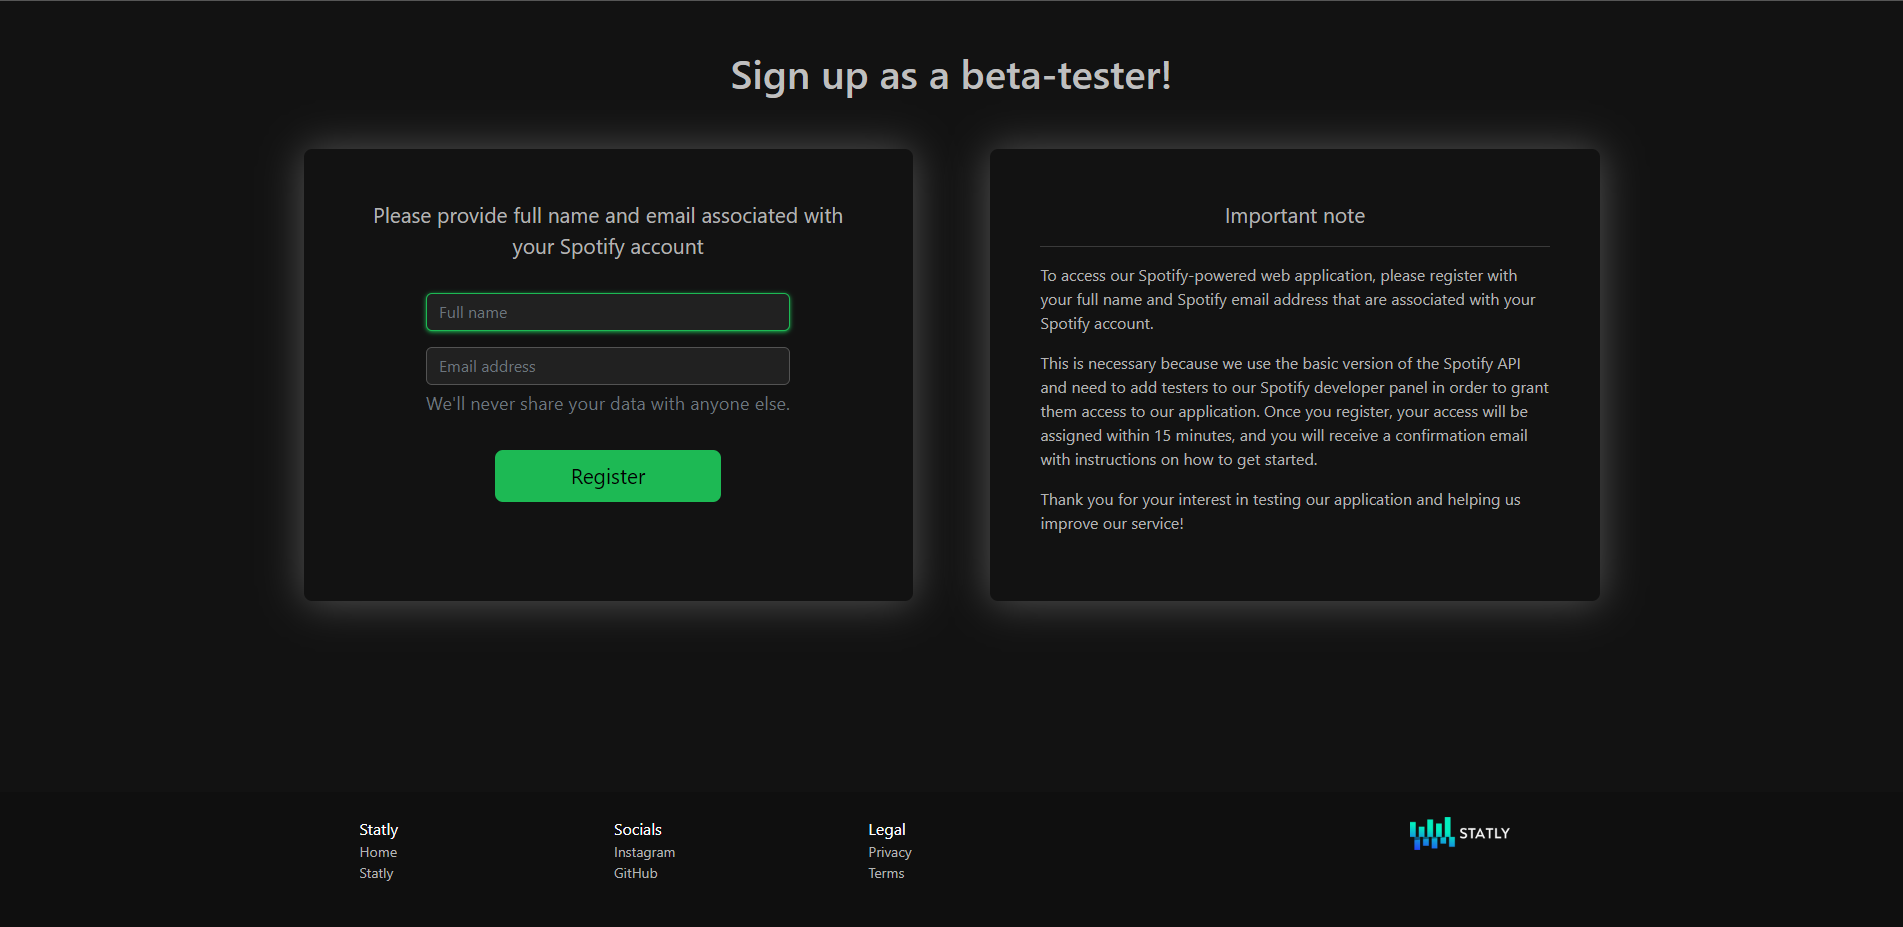 Sign up as a beta-tester!
Please provide full name and email associated with
your Spotify account
Full name
Email address
We'll never share your data with anyone else.
Register
Important note
To access our Spotify-powered web application, please register with
your full name and Spotify email address that are associated with your
Spotify account.
This is necessary because we use the basic version of the Spotify API
and need to add testers to our Spotify developer panel in order to grant
them access to our application. Once you register, your access will be
assigned within 15 minutes, and you will receive a confirmation email
with instructions on how to get started.
Thank you for your interest in testing our application and helping us
improve our service!
Statly
Home
Statly
Socials
Instagram
GitHub
Legal
Privacy
Terms
STATLY